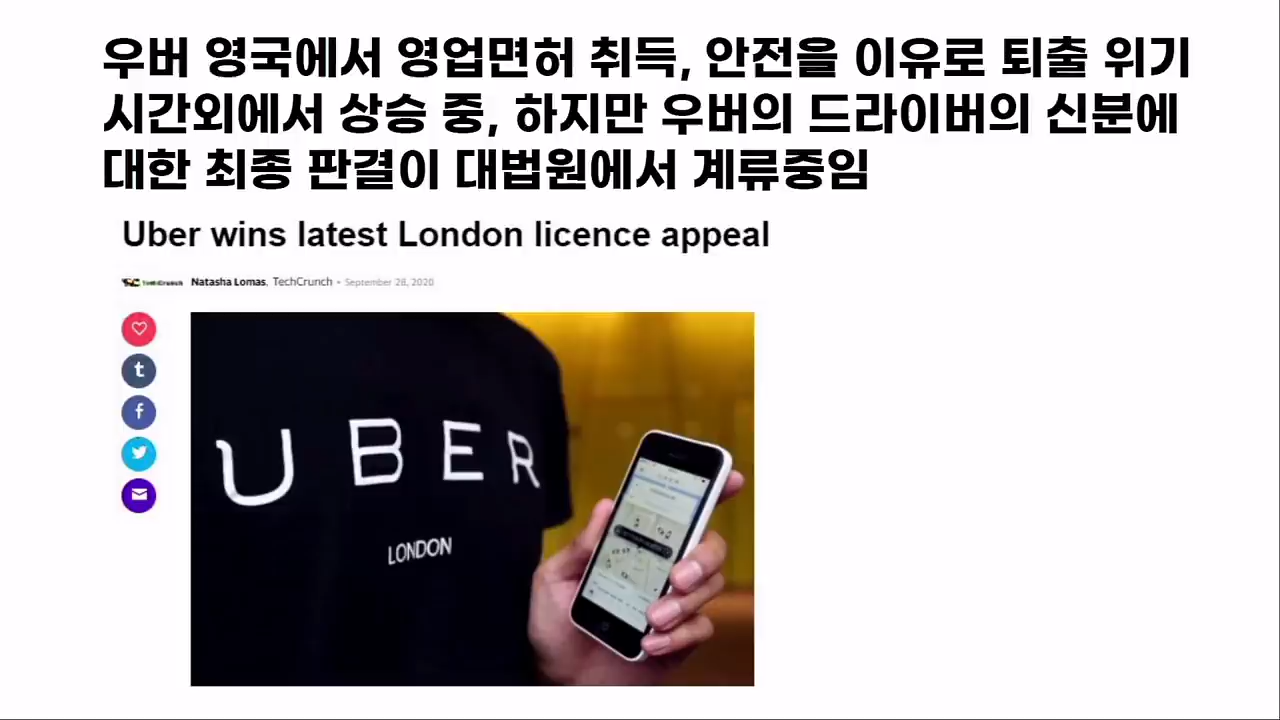 우버 영국에서 영업면허 취득, 안전을 이유로 퇴출 위기
시간외에서 상승 중, 하지만 우버의 드라이버의 신분에
대한 최종 판결이 대법원에서 계류중임
Uber wins latest London licence appeal
TechCrunch Natasha Lomas, TechCrunch • September 28, 2020
UBER
LONDON